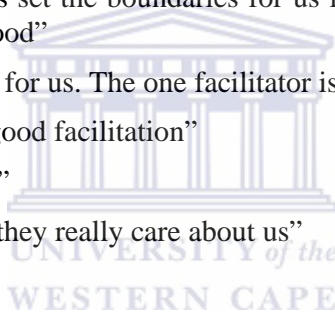 set the boundaries for us
ood”
for us. The one facilitator is
good facilitation”
”
they really care about us”
UNIVERSITY of the
WESTERN CAPE